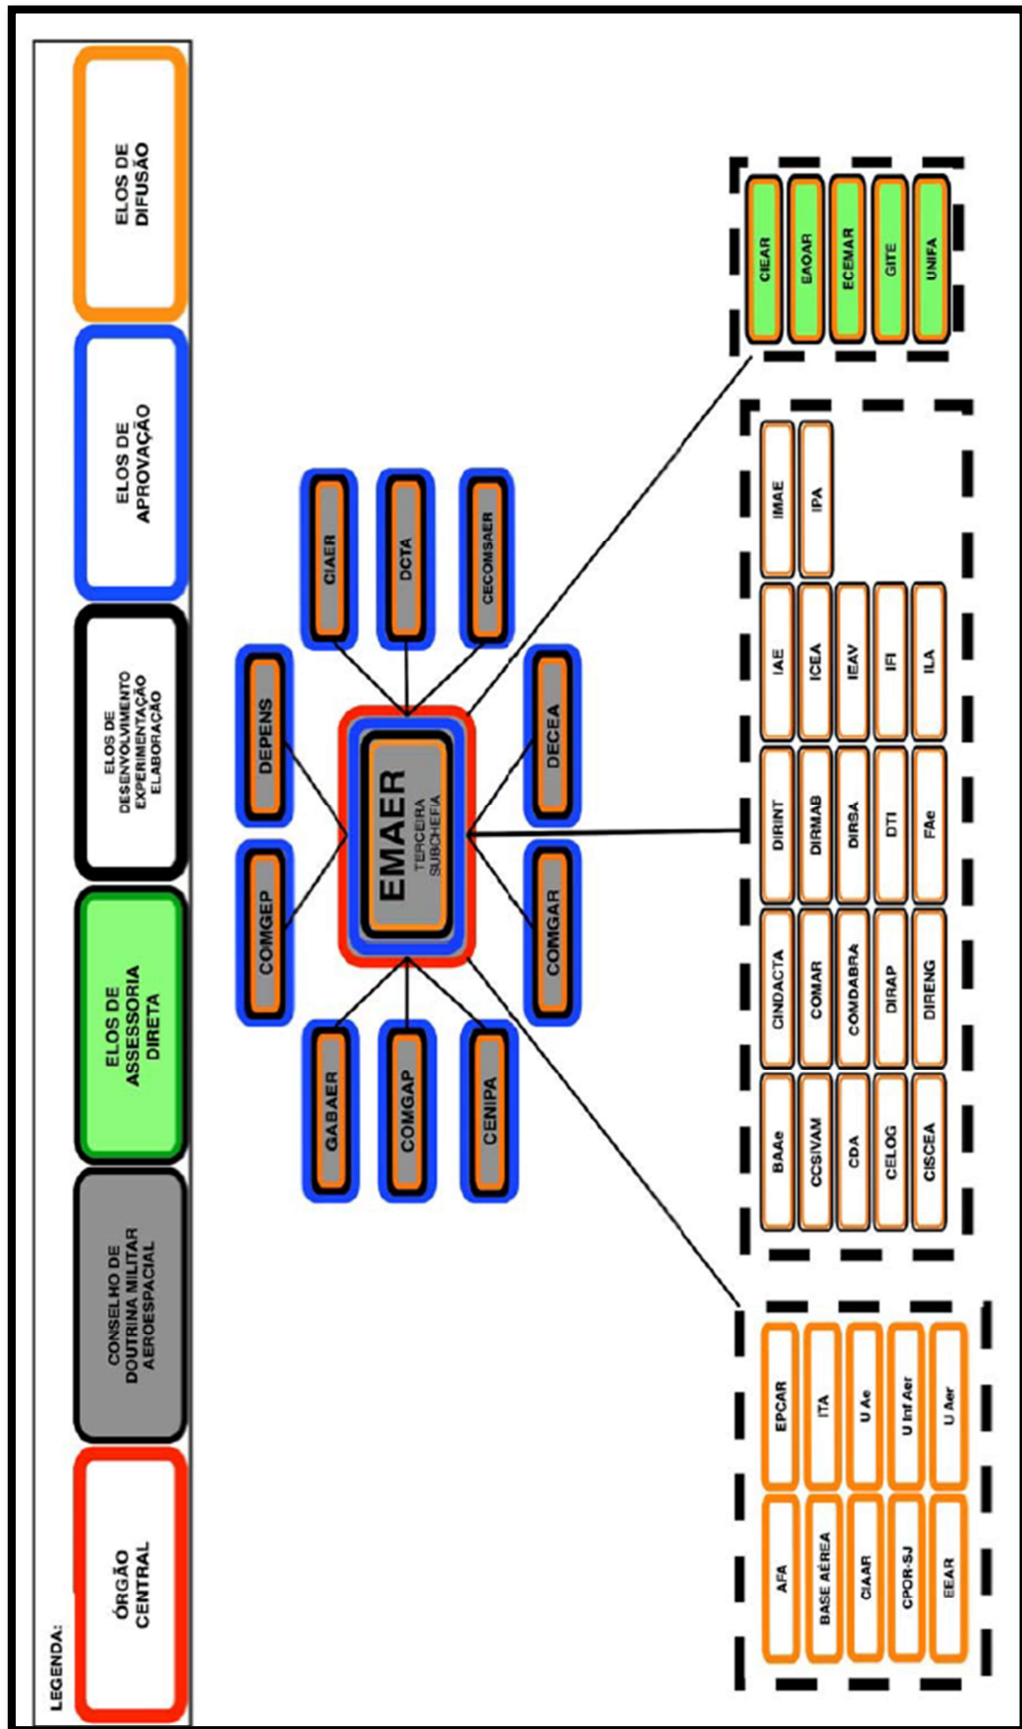 LEGENDA:
ÓRGÃO
CENTRAL
CONSELHO DE
DOUTRINA MILITAR
AEROESPACIAL
ELOS DE
ASSESSORIA
DIRETA
ELOS DE
DESENVOLVIMENTO
EXPERIMENTAÇÃO
ELABORAÇÃO
ELOS DE
APROVAÇÃO
ELOS DE
DIFUSÃO
COMGEP
DEPENS
GABAER
COMGAP
CENIPA
EMAER
TERCEIRA
SUBCHEFIA
CIAER
DCTA
CECOMSAER
COMGAR
DECEA
AFA
EPCAR
BASE AÉREA
ITA
CIAAR
U Ae
CPOR-SJ
U Inf Aer
EEAR
U Aer
BAAe
CINDACTA
DIRINT
IAE
IMAE
CCSIVAM
COMAR
DIRMAB
ICEA
IPA
CDA
COMDABRA
DIRSA
IEAV
CELOG
DIRAP
DTI
IFI
CISCEA
DIRENG
FAe
ILA
CIEAR
EAOAR
ECEMAR
GITE
UNIFA